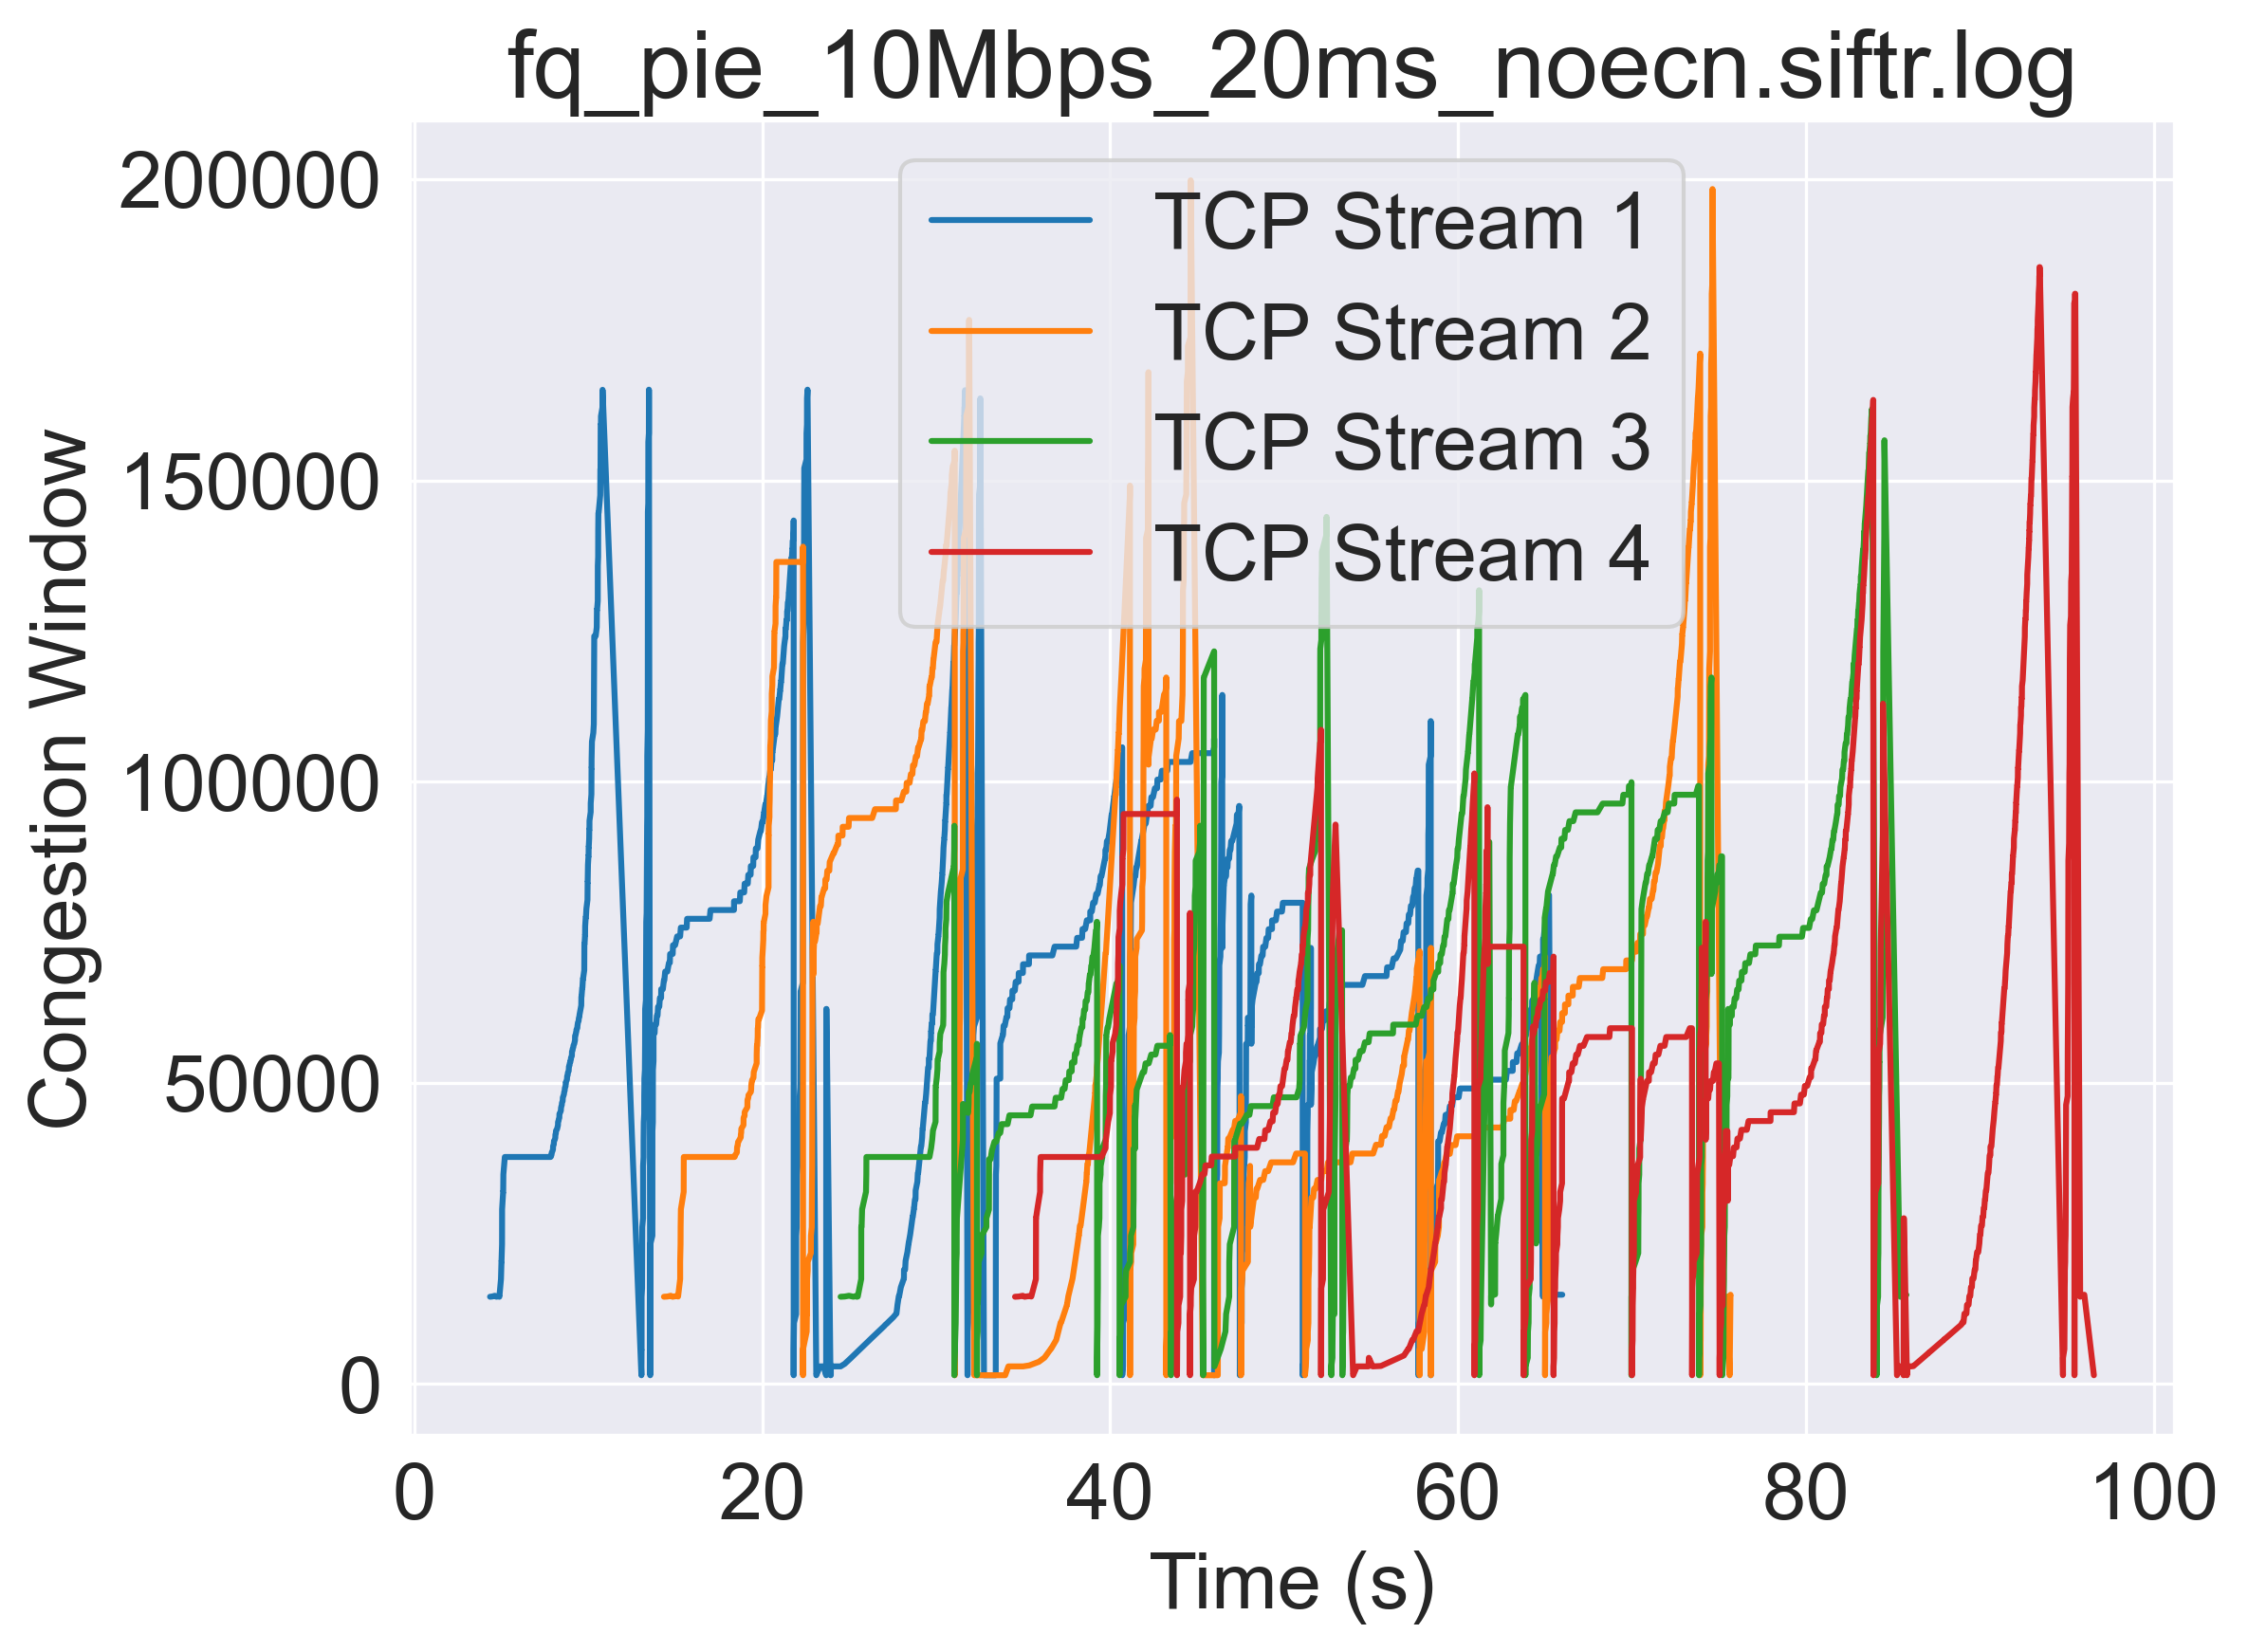 fq_pie_10Mbps_20ms_noecn.siftr.log
200000
150000
100000
50000
0
Congestion Window
TCP Stream 1
TCP Stream 2
TCP Stream 3
TCP Stream 4
0 20 40 60 80 100
Time (s)